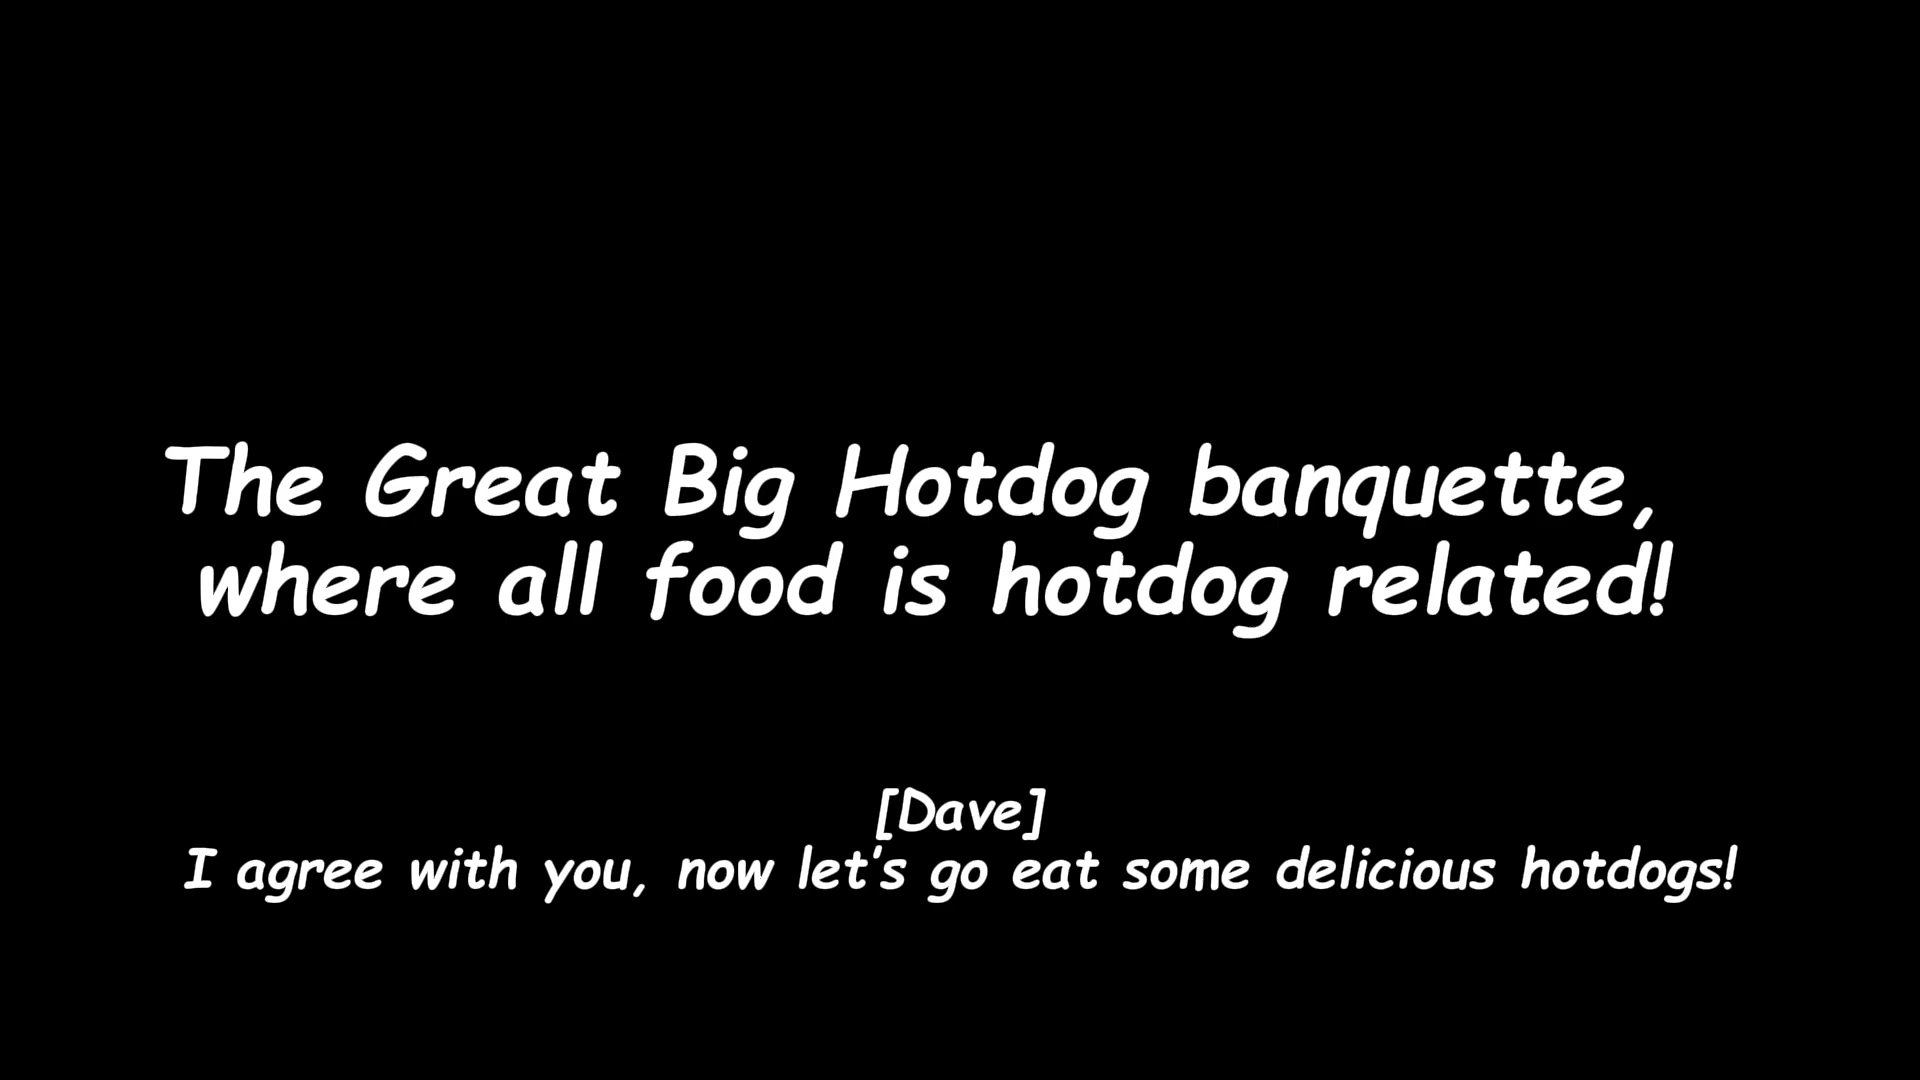 The Great Big Hotdog banquette,
where all food is hotdog related!
[Dave]
I agree with you, now let's go eat some delicious hotdogs!